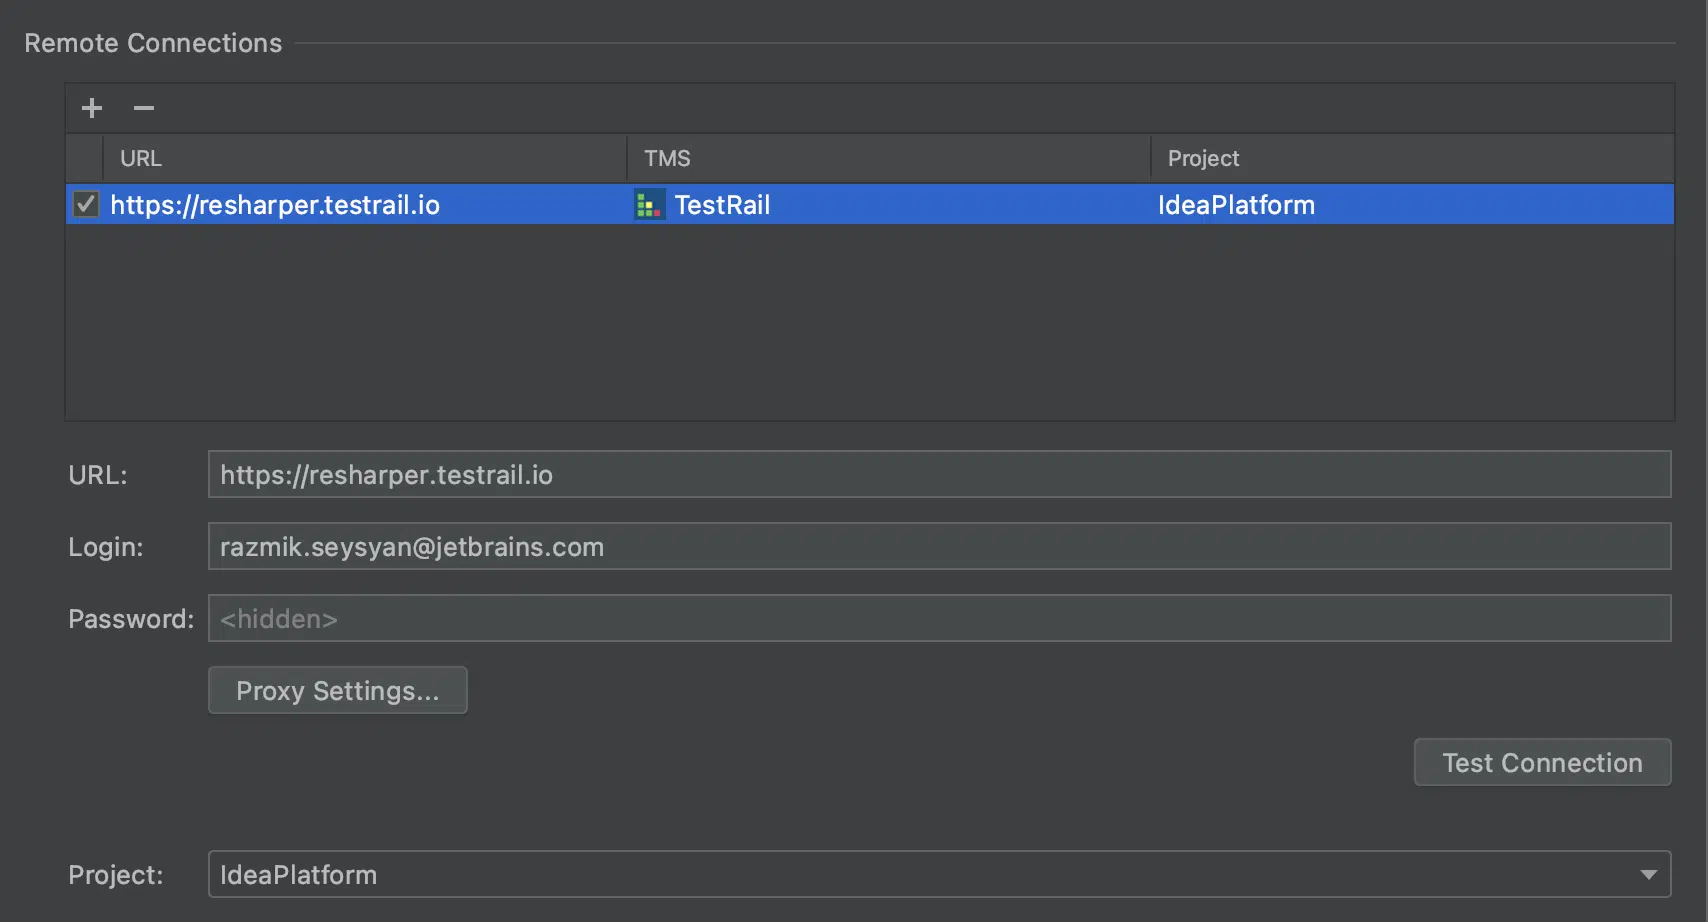 Remote Connections
URL TMS Project
https://resharper.testrail.io TestRail IdeaPlatform
URL: https://resharper.testrail.io
Login: razmik.seysyan@jetbrains.com
Password: <hidden>
Proxy Settings...
Test Connection
Project: IdeaPlatform